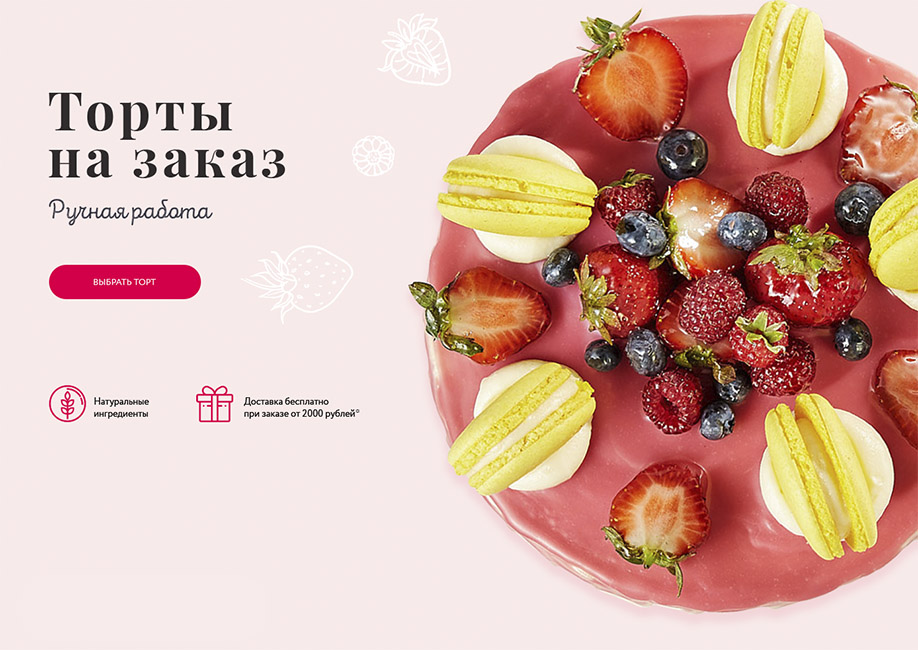 Торты
на заказ
Ручная работа
ВЫБРАТЬ ТОРТ
Натуральные
ингредиенты
Доставка бесплатно
при заказе от 2000 рублей*